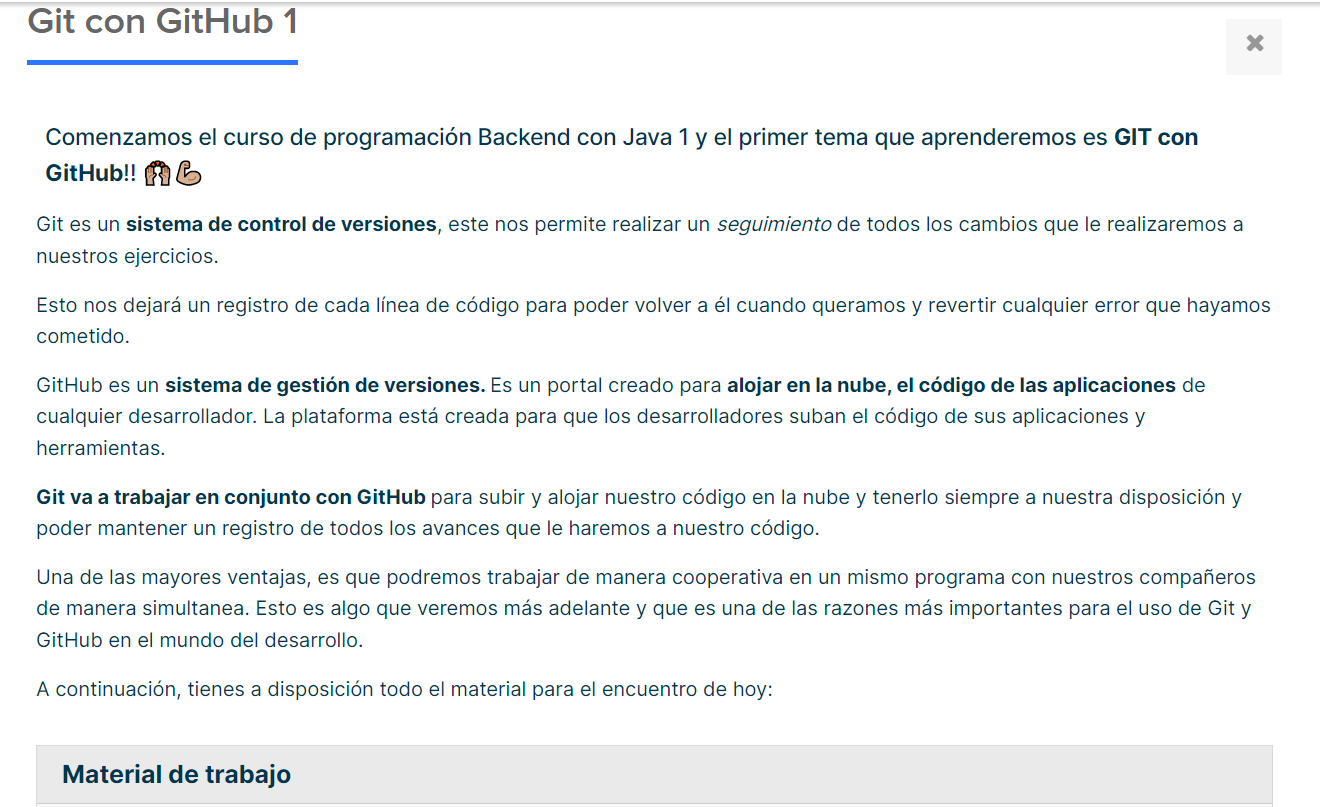 Git con GitHub 1
Comenzamos el curso de programación Backend con Java 1 y el primer tema que aprenderemos es GIT con
GitHub!! 🙌🏽💪🏽
Git es un sistema de control de versiones, este nos permite realizar un seguimiento de todos los cambios que le realizaremos a
nuestros ejercicios.
Esto nos dejará un registro de cada línea de código para poder volver a él cuando queramos y revertir cualquier error que hayamos
cometido.
GitHub es un sistema de gestión de versiones. Es un portal creado para alojar en la nube, el código de las aplicaciones de
cualquier desarrollador. La plataforma está creada para que los desarrolladores suban el código de sus aplicaciones y
herramientas.
Git va a trabajar en conjunto con GitHub para subir y alojar nuestro código en la nube y tenerlo siempre a nuestra disposición y
poder mantener un registro de todos los avances que le haremos a nuestro código.
Una de las mayores ventajas, es que podremos trabajar de manera cooperativa en un mismo programa con nuestros compañeros
de manera simultanea. Esto es algo que veremos más adelante y que es una de las razones más importantes para el uso de Git y
GitHub en el mundo del desarrollo.
A continuación, tienes a disposición todo el material para el encuentro de hoy:
Material de trabajo